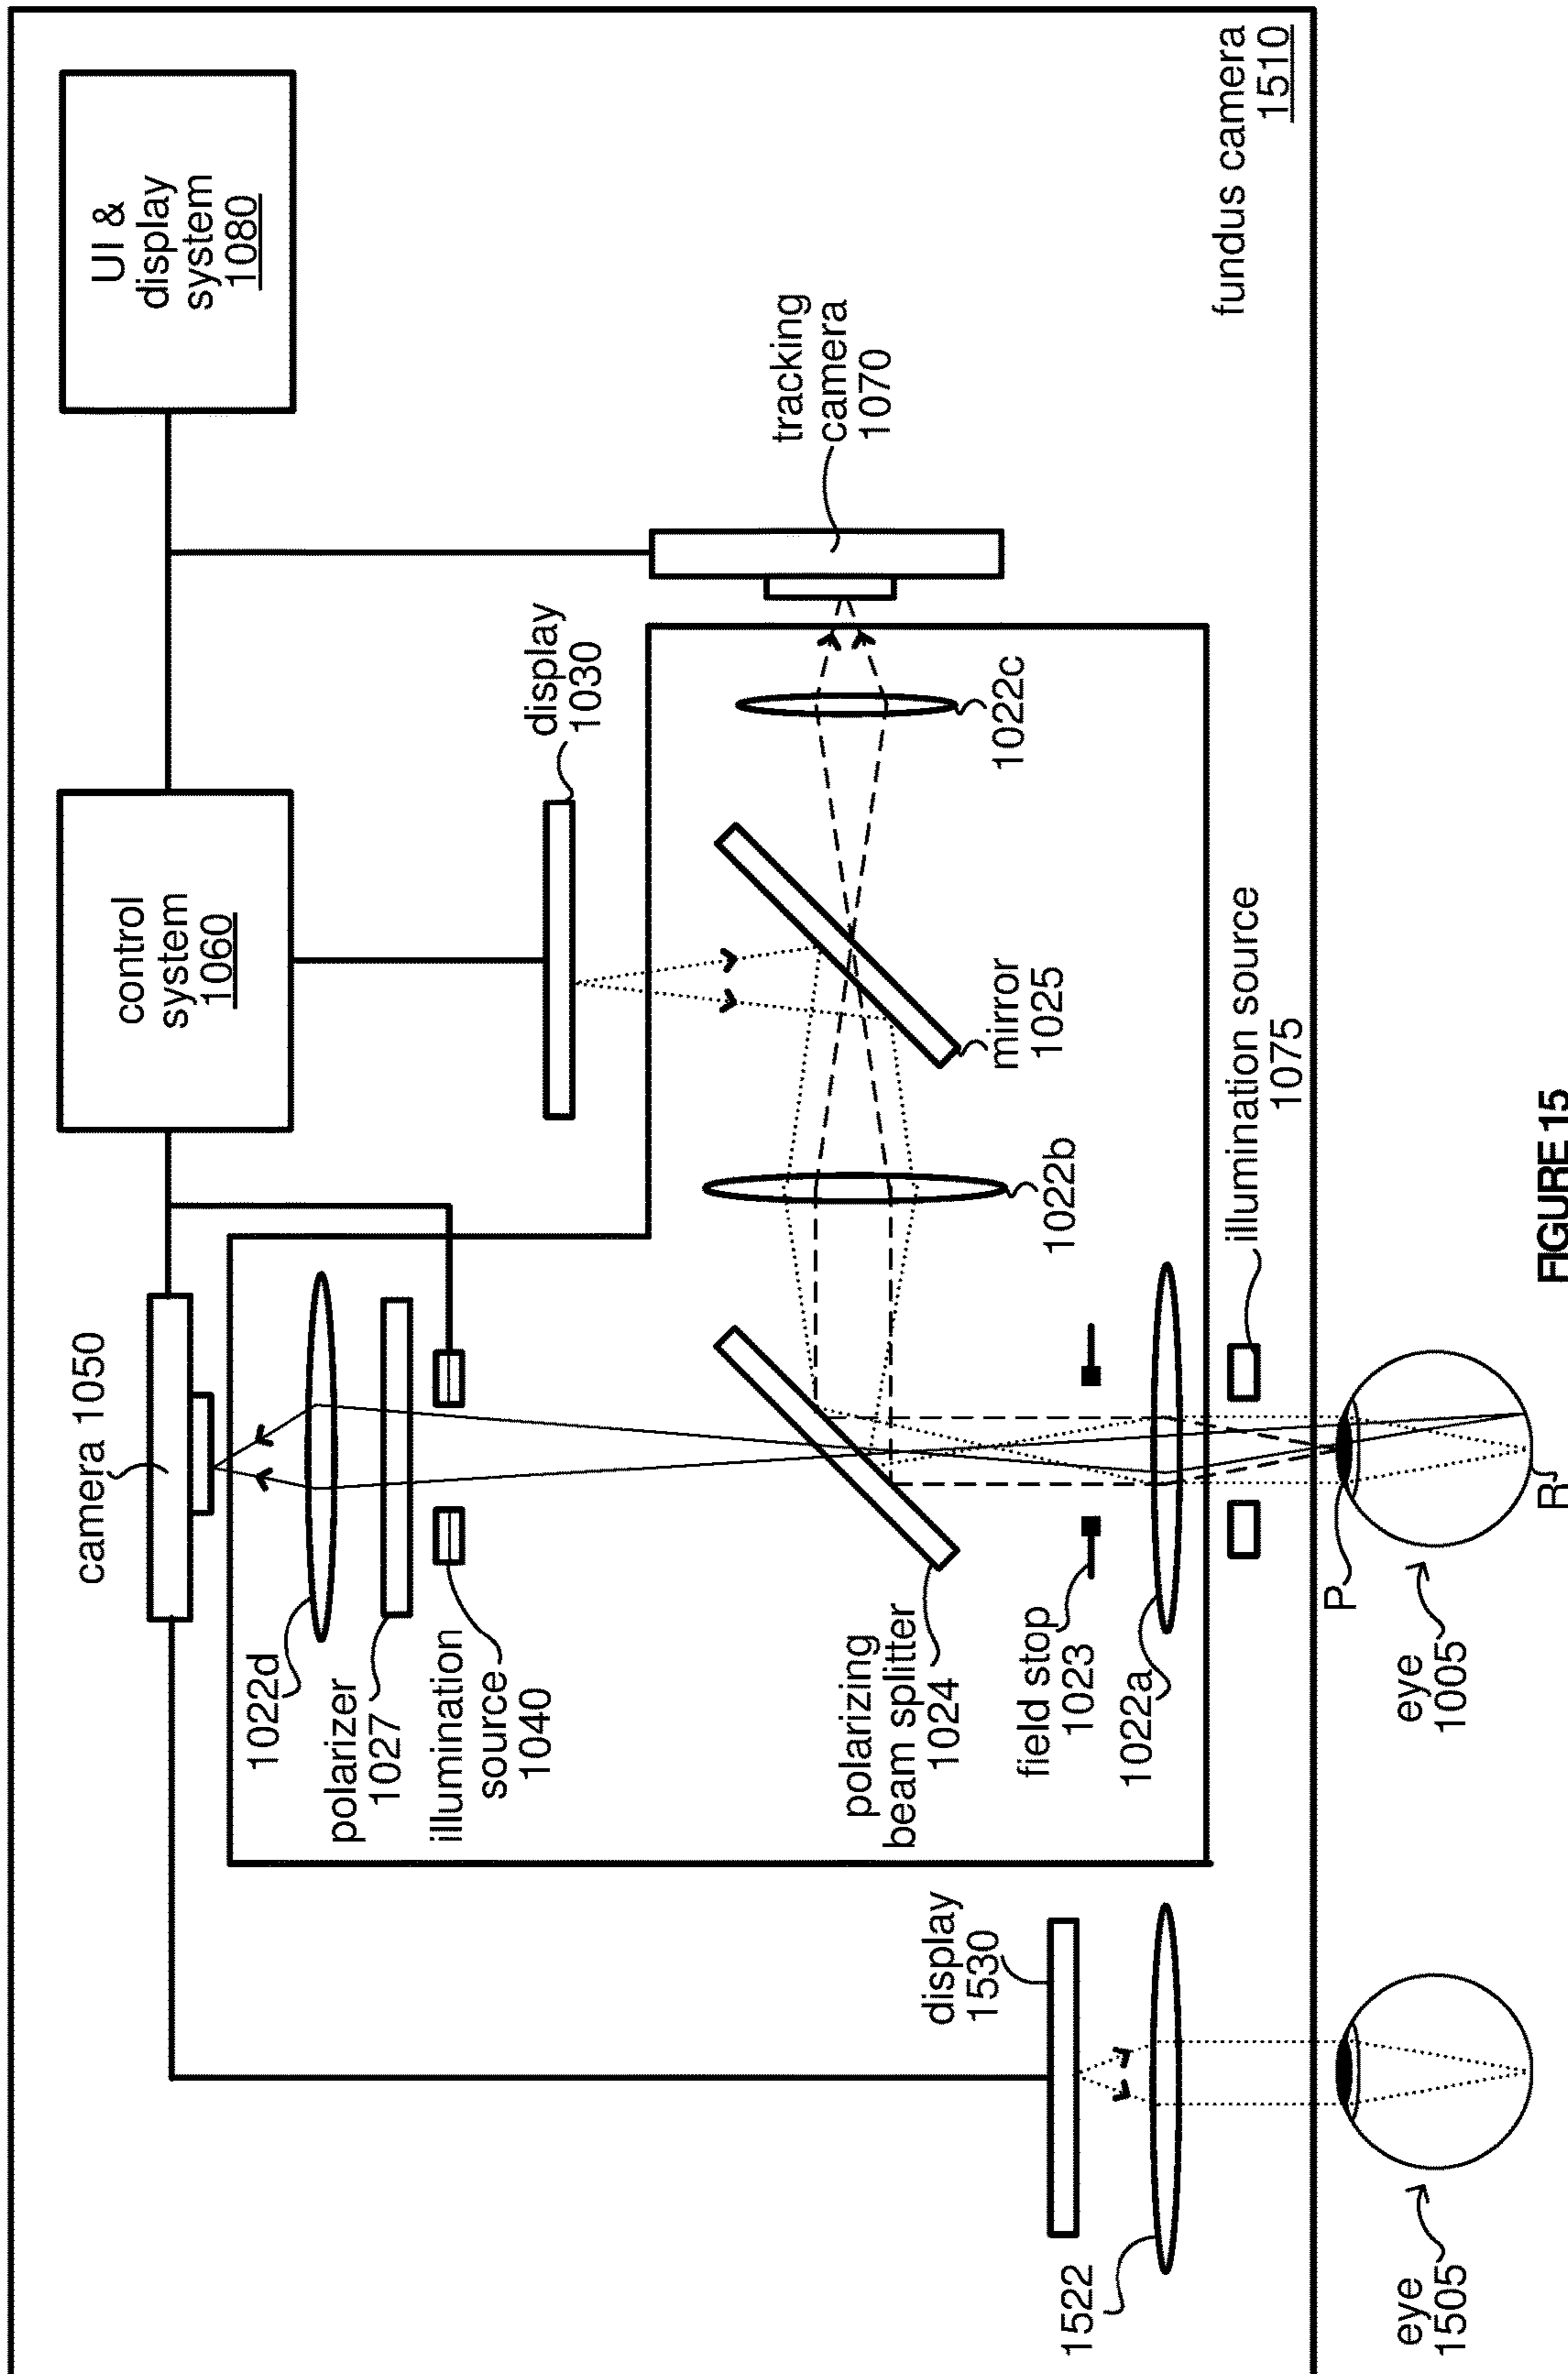 UI &
display
system
1080
control
system
1060
camera 1050
display
1030
tracking
camera
1070
fundus camera
1510
1022d
polarizer
1027
illumination
source
1040
1022c
mirror
1025
1022b
polarizing
beam splitter
1024
field stop
1023
1022a
illumination source
1075
display
1530
1522
eye
1505
eye
1005
P
R
FIGURE 15